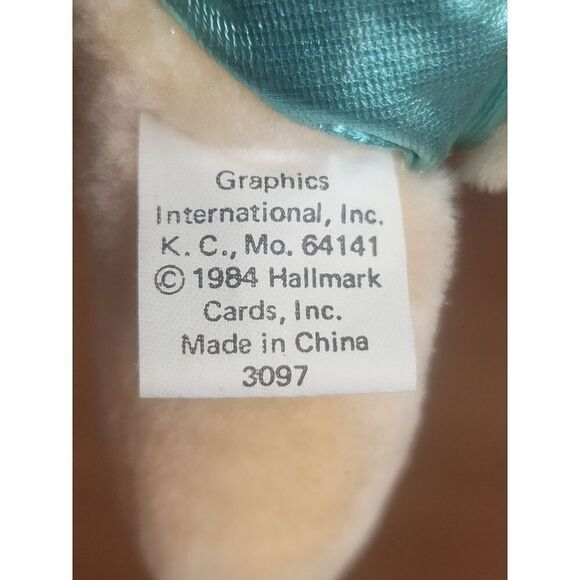 Graphics
International, Inc.
K. C., Mo. 64141
© 1984 Hallmark
Cards, Inc.
Made in China
3097